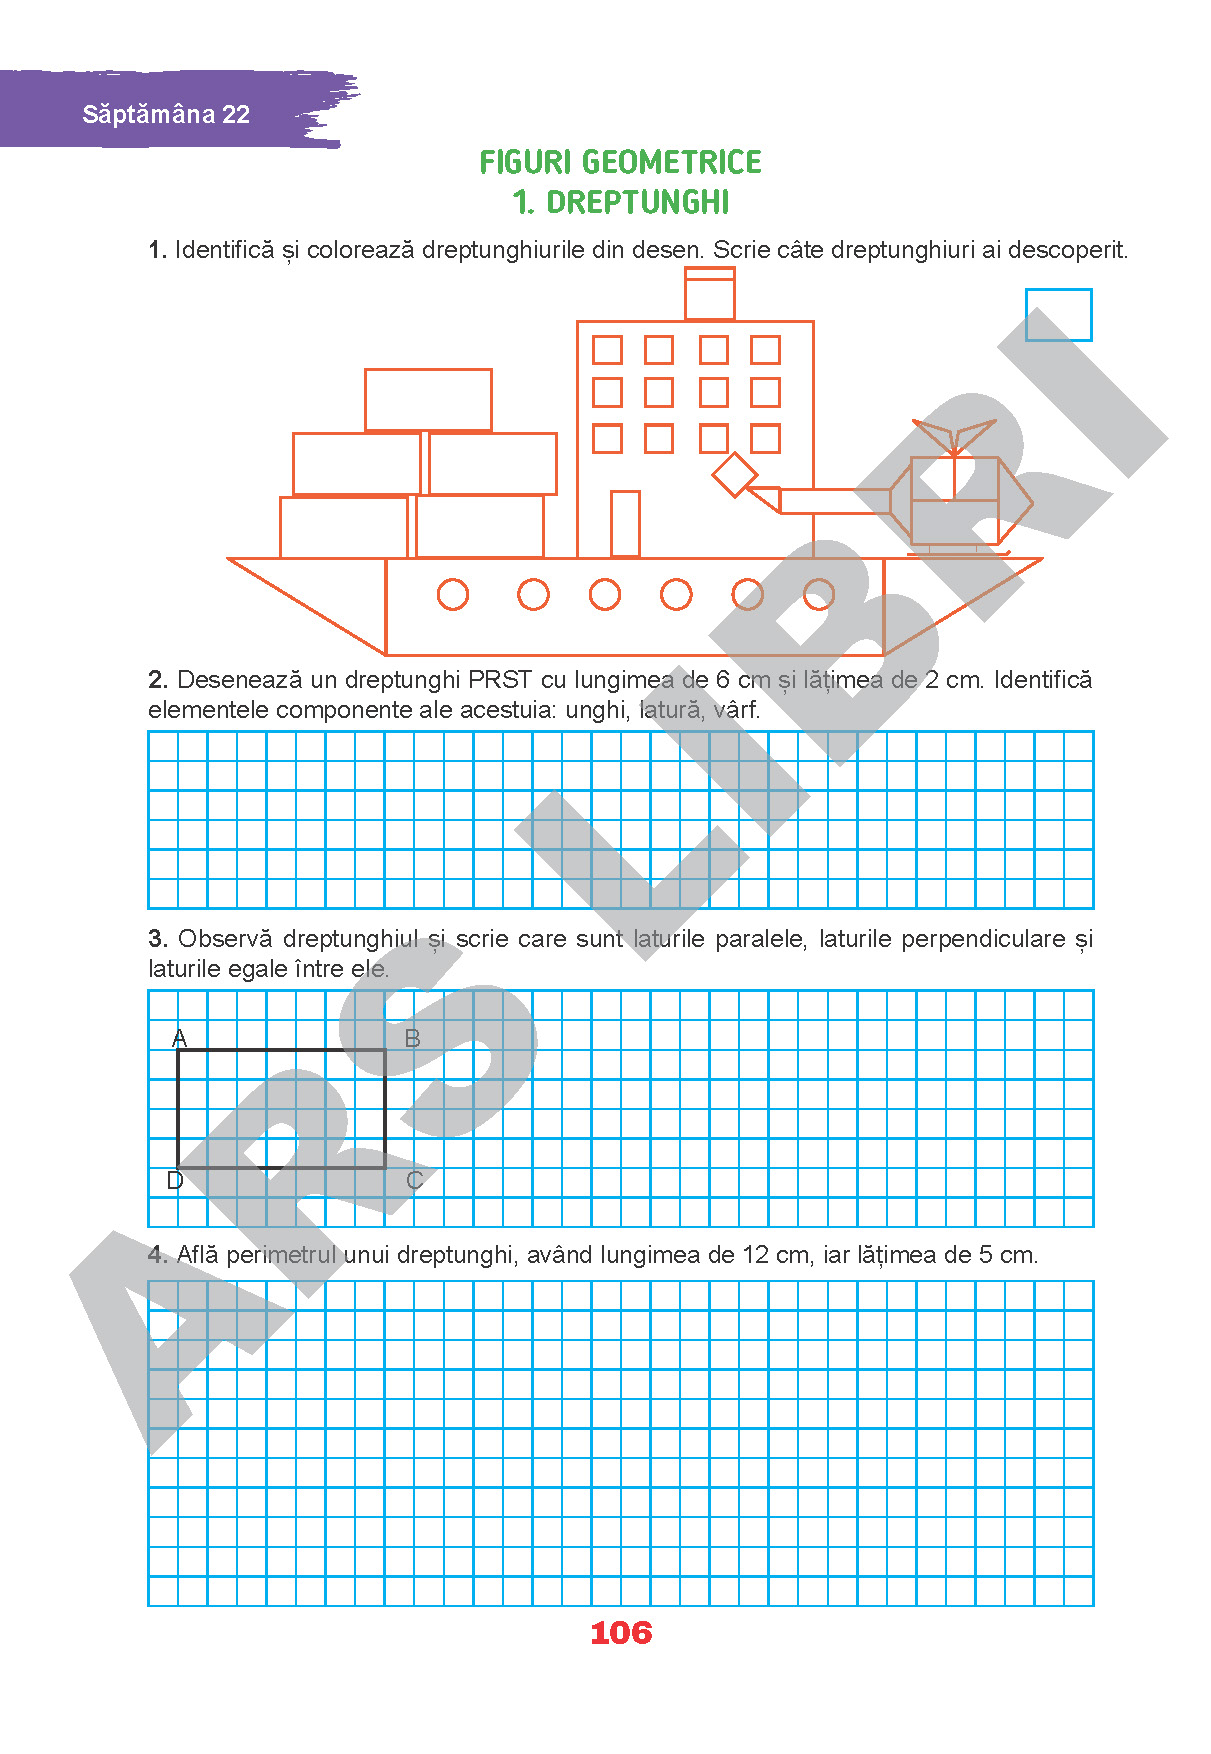 Săptămâna 22
FIGURI GEOMETRICE
1. DREPTUNGHI
1. Identifică și colorează dreptunghiurile din desen. Scrie câte dreptunghiuri ai descoperit.
2. Desenează un dreptunghi PRST cu lungimea de 6 cm și lățimea de 2 cm. Identifică
elementele componente ale acestuia: unghi, latură, vârf.
3. Observă dreptunghiul și scrie care sunt laturile paralele, laturile perpendiculare și
laturile egale între ele.
A B
D C
4. Află perimetrul unui dreptunghi, având lungimea de 12 cm, iar lățimea de 5 cm.
106
ARS LIBRI